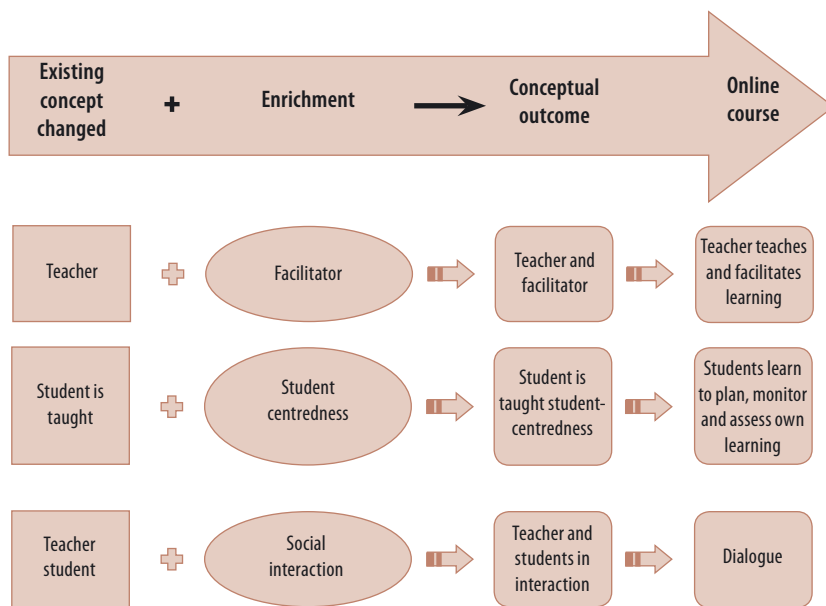 Existing
concept
changed
+
Enrichment
Conceptual
outcome
Online
course
Teacher
Facilitator
Teacher and
facilitator
Teacher teaches
and facilitates
learning
Student is
taught
Student
centredness
Student is
taught student-
centredness
Students learn
to plan, monitor
and assess own
learning
Teacher
student
Social
interaction
Teacher and
students in
interaction
Dialogue